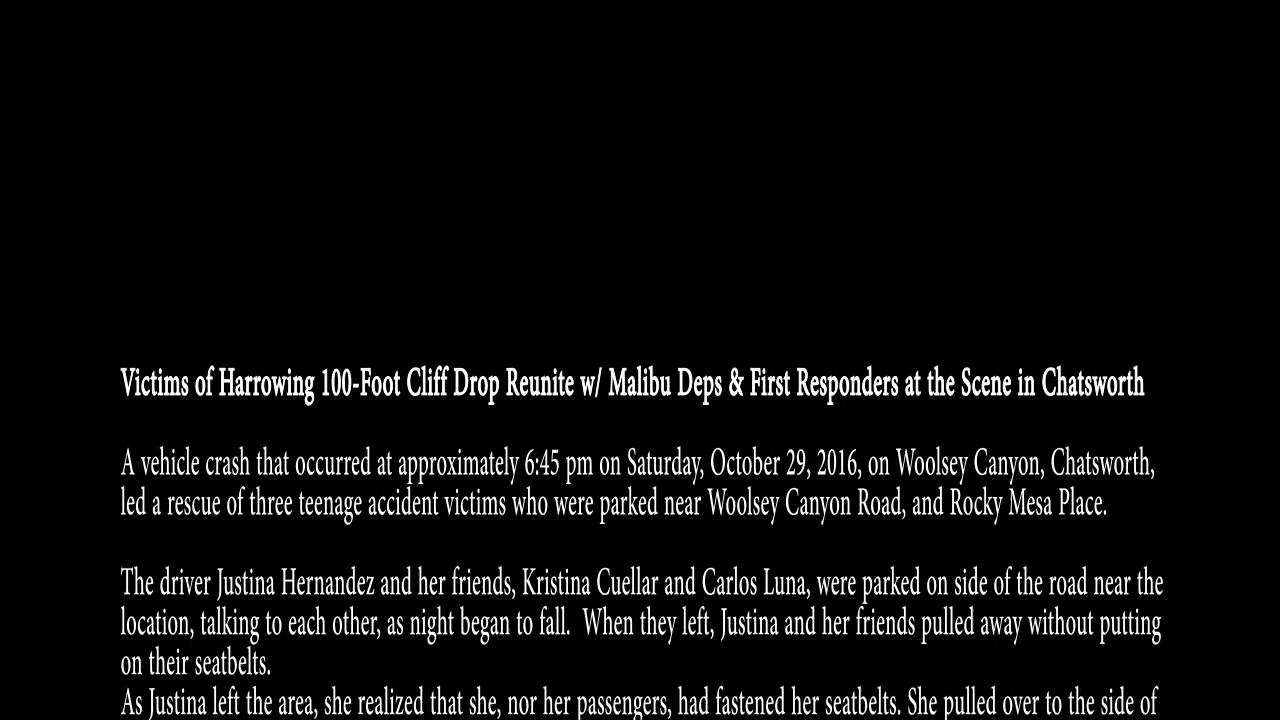 Victims of Harrowing 100-Foot Cliff Drop Reunite w/ Malibu Deps & First Responders at the Scene in Chatsworth
A vehicle crash that occurred at approximately 6:45 pm on Saturday, October 29, 2016, on Woolsey Canyon, Chatsworth,
led a rescue of three teenage accident victims who were parked near Woolsey Canyon Road, and Rocky Mesa Place.
The driver Justina Hernandez and her friends, Kristina Cuellar and Carlos Luna, were parked on side of the road near the
location, talking to each other, as night began to fall.  When they left, Justina and her friends pulled away without putting
on their seatbelts.
As Justina left the area, she realized that she, nor her passengers, had fastened her seatbelts. She pulled over to the side of